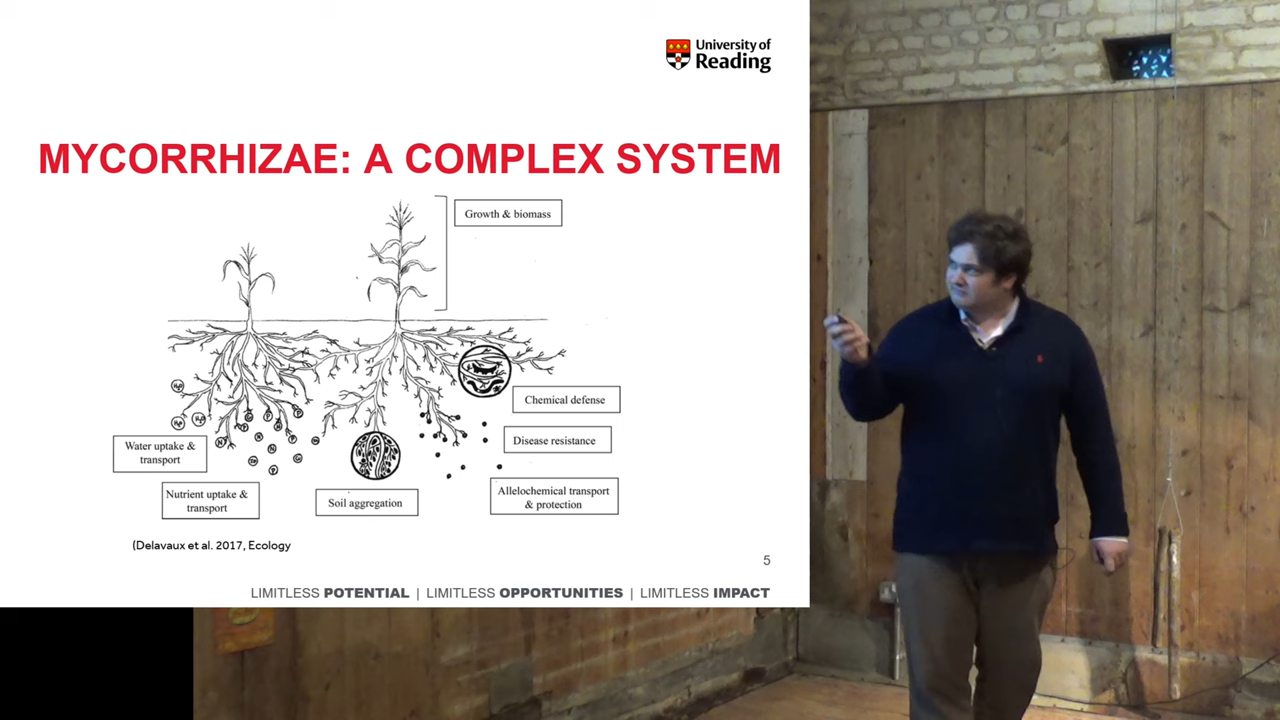 University of
Reading
MYCORRHIZAE: A COMPLEX SYSTEM
Growth & biomass
Chemical defense
Disease resistance
Water uptake &
transport
Nutrient uptake &
transport
Soil aggregation
Allelochemical transport
& protection
(Delavaux et al. 2017, Ecology
5
LIMITLESS POTENTIAL | LIMITLESS OPPORTUNITIES | LIMITLESS IMPACT